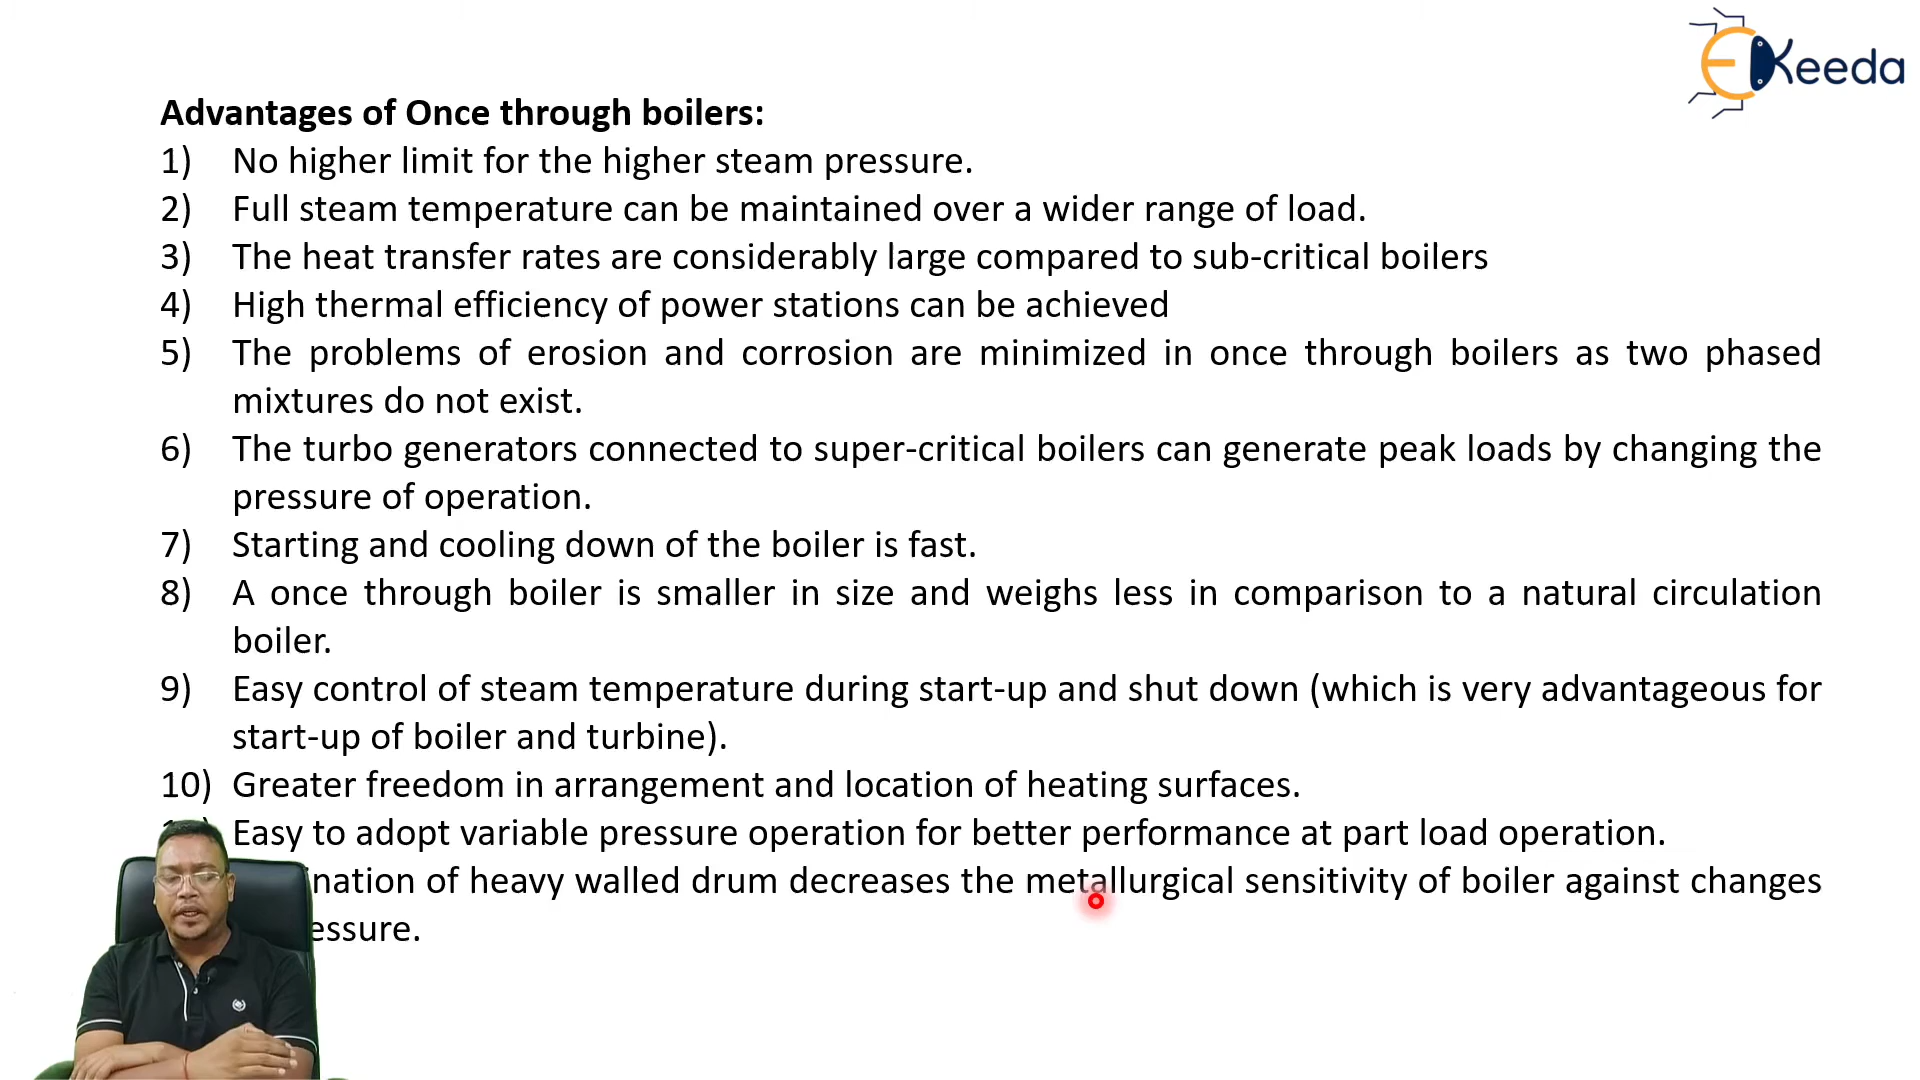 EKeeda
Advantages of Once through boilers:
1) No higher limit for the higher steam pressure.
2) Full steam temperature can be maintained over a wider range of load.
3) The heat transfer rates are considerably large compared to sub-critical boilers
4) High thermal efficiency of power stations can be achieved
5) The problems of erosion and corrosion are minimized in once through boilers as two phased
mixtures do not exist.
6) The turbo generators connected to super-critical boilers can generate peak loads by changing the
pressure of operation.
7) Starting and cooling down of the boiler is fast.
8) A once through boiler is smaller in size and weighs less in comparison to a natural circulation
boiler.
9) Easy control of steam temperature during start-up and shut down (which is very advantageous for
start-up of boiler and turbine).
10) Greater freedom in arrangement and location of heating surfaces.
Easy to adopt variable pressure operation for better performance at part load operation.
ination of heavy walled drum decreases the metallurgical sensitivity of boiler against changes
essure.